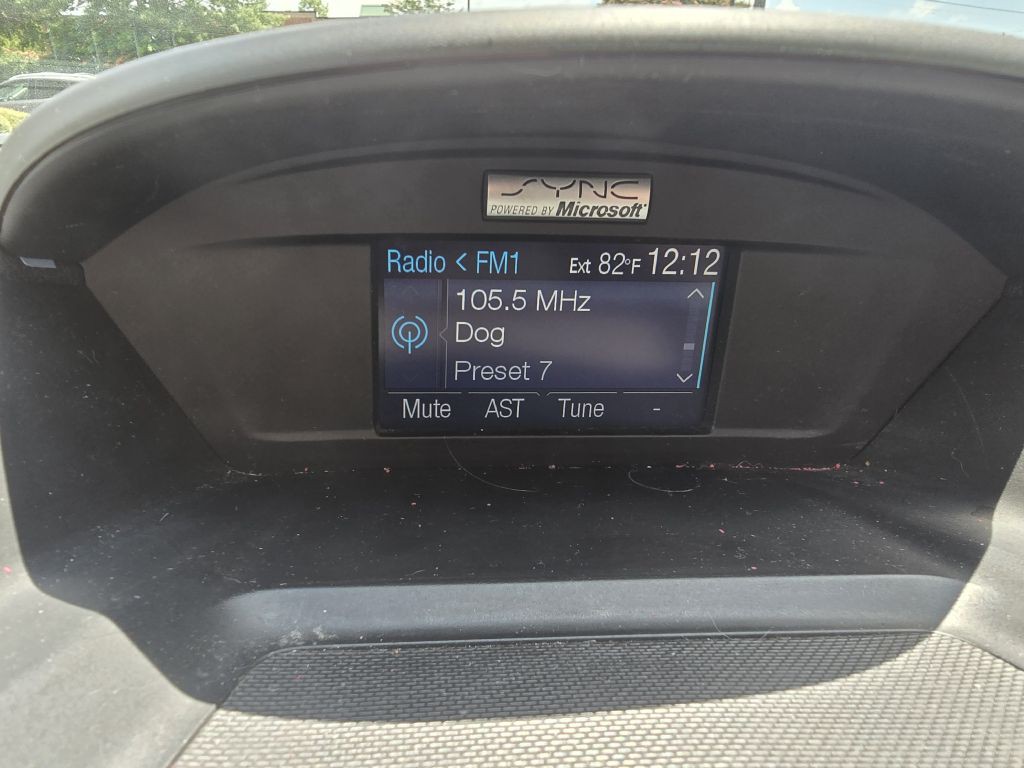 SYNC
POWERED BY Microsoft®
Radio < FM1 Ext 82°F 12:12
105.5 MHz
Dog
Preset 7
Mute AST Tune -